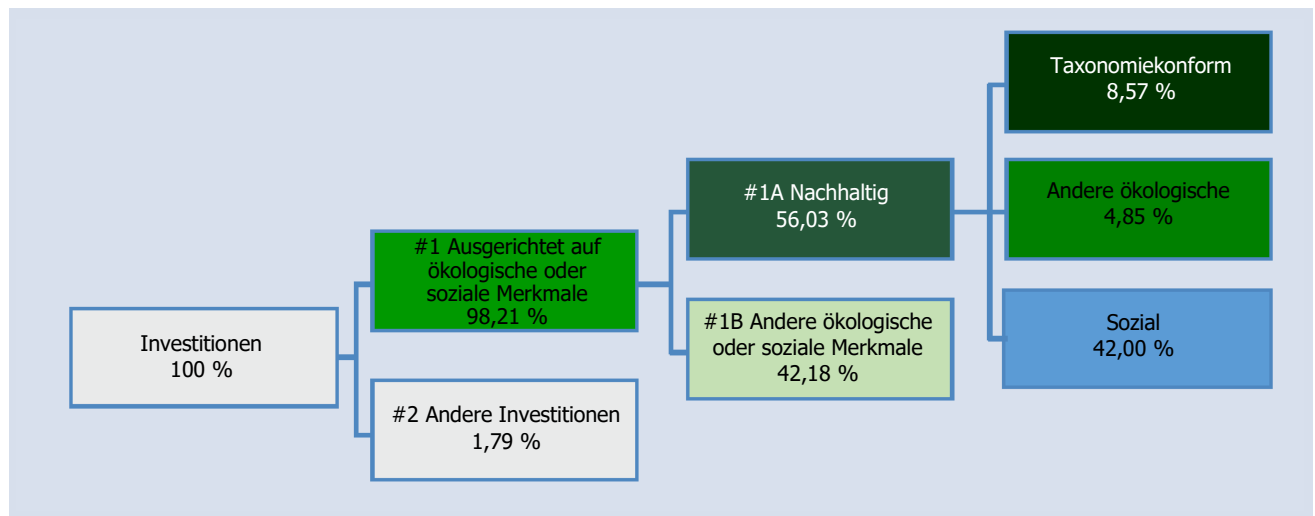 Investitionen
100 %
#1 Ausgerichtet auf
ökologische oder
soziale Merkmale
98,21 %
#2 Andere Investitionen
1,79 %
#1A Nachhaltig
56,03 %
#1B Andere ökologische
oder soziale Merkmale
42,18 %
Taxonomiekonform
8,57 %
Andere ökologische
4,85 %
Sozial
42,00 %